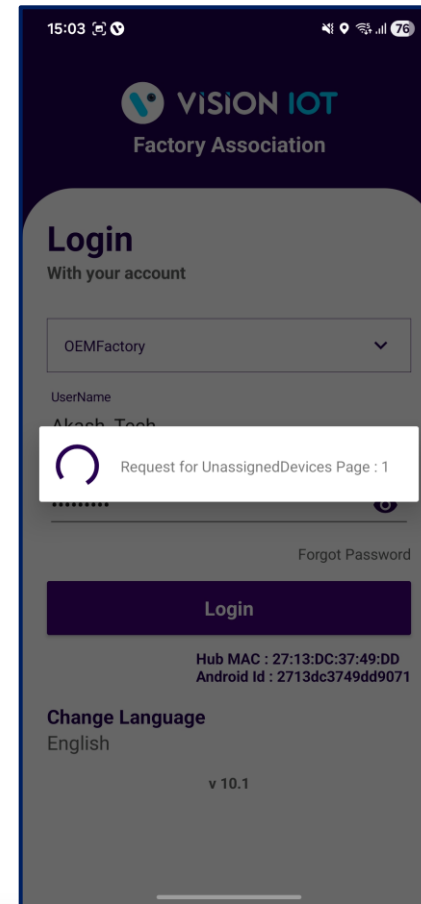 15:03
76
VISION IOT
Factory Association
Login
With your account
OEMFactory
UserName
Akash_Tech
Request for UnassignedDevices Page : 1
Forgot Password
Login
Hub MAC : 27:13:DC:37:49:DD
Android Id : 2713dc3749dd9071
Change Language
English
v 10.1